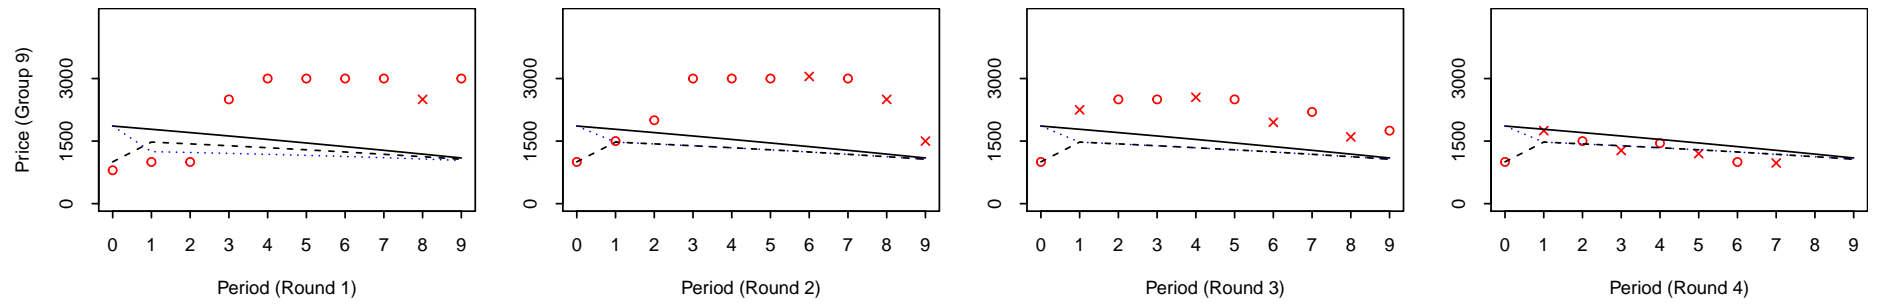 Price (Group 9)
3000
1500
0
0 1 2 3 4 5 6 7 8 9
Period (Round 1)
3000
1500
0
0 1 2 3 4 5 6 7 8 9
Period (Round 2)
3000
1500
0
0 1 2 3 4 5 6 7 8 9
Period (Round 3)
3000
1500
0
0 1 2 3 4 5 6 7 8 9
Period (Round 4)